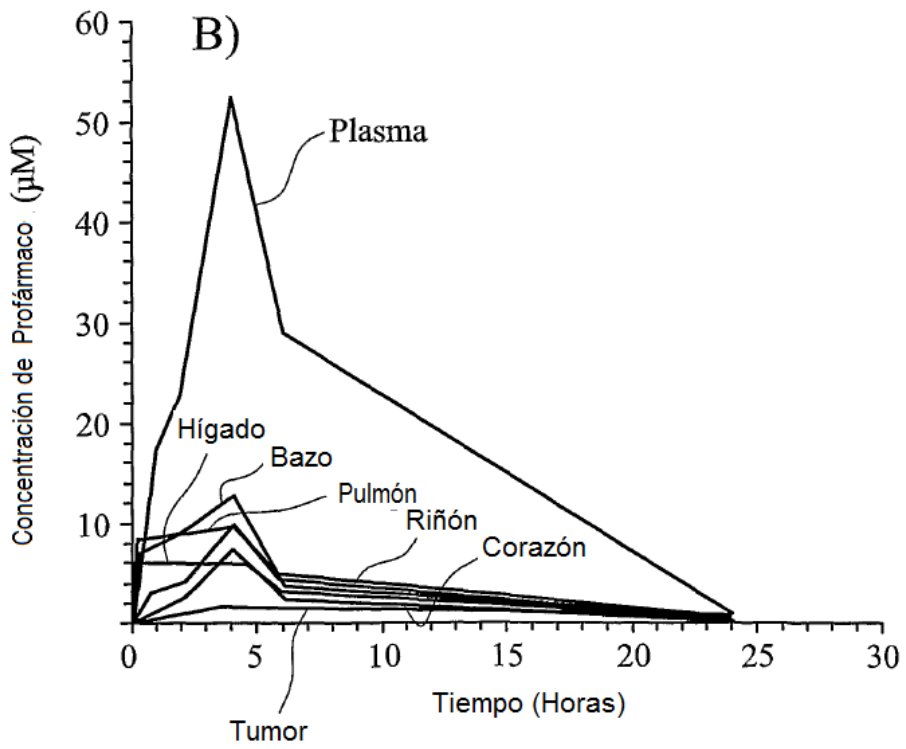 B)
60
50
40
30
20
10
Concentración de Profármaco . (µM)
Plasma
Hígado
Bazo
Pulmón
Riñón
Corazón
Tumor
0 5 10 15 20 25 30
Tiempo (Horas)